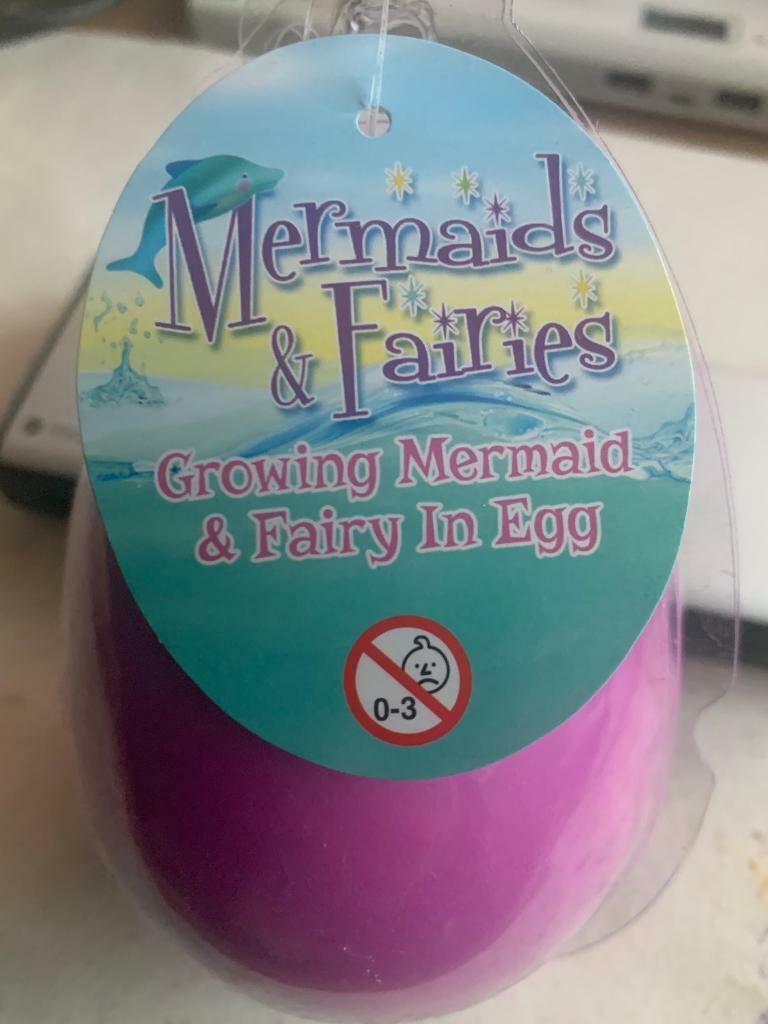 Mermaids
& Fairies
Growing Mermaid
& Fairy In Egg
0-3